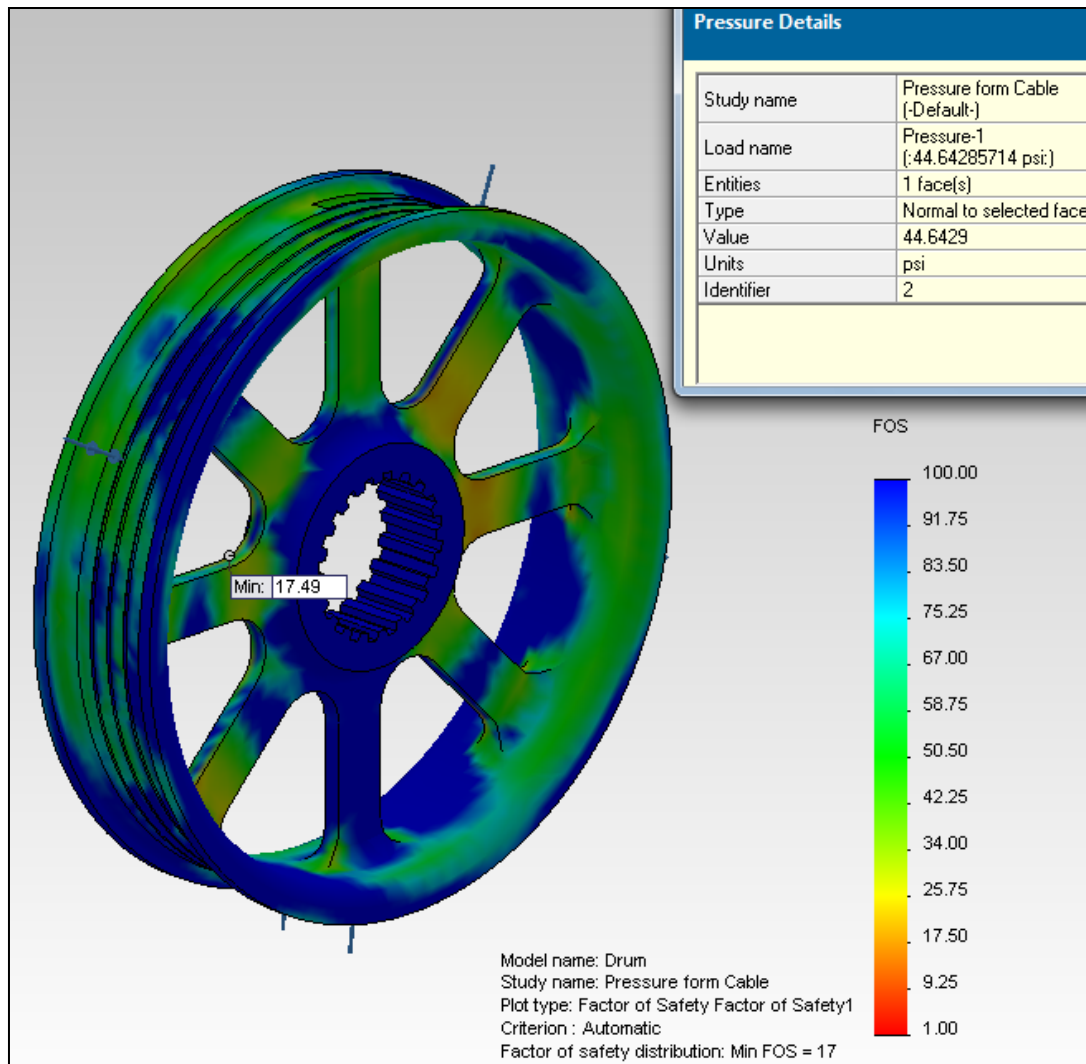 Pressure Details
Study name Pressure form Cable
(-Default-)
Load name Pressure-1
(:44.64285714 psi:)
Entities 1 face(s)
Type Normal to selected face
Value 44.6429
Units psi
Identifier 2
FOS
100.00
91.75
83.50
75.25
67.00
58.75
50.50
42.25
34.00
25.75
17.50
9.25
1.00
Min: 17.49
Model name: Drum
Study name: Pressure form Cable
Plot type: Factor of Safety Factor of Safety1
Criterion : Automatic
Factor of safety distribution: Min FOS = 17